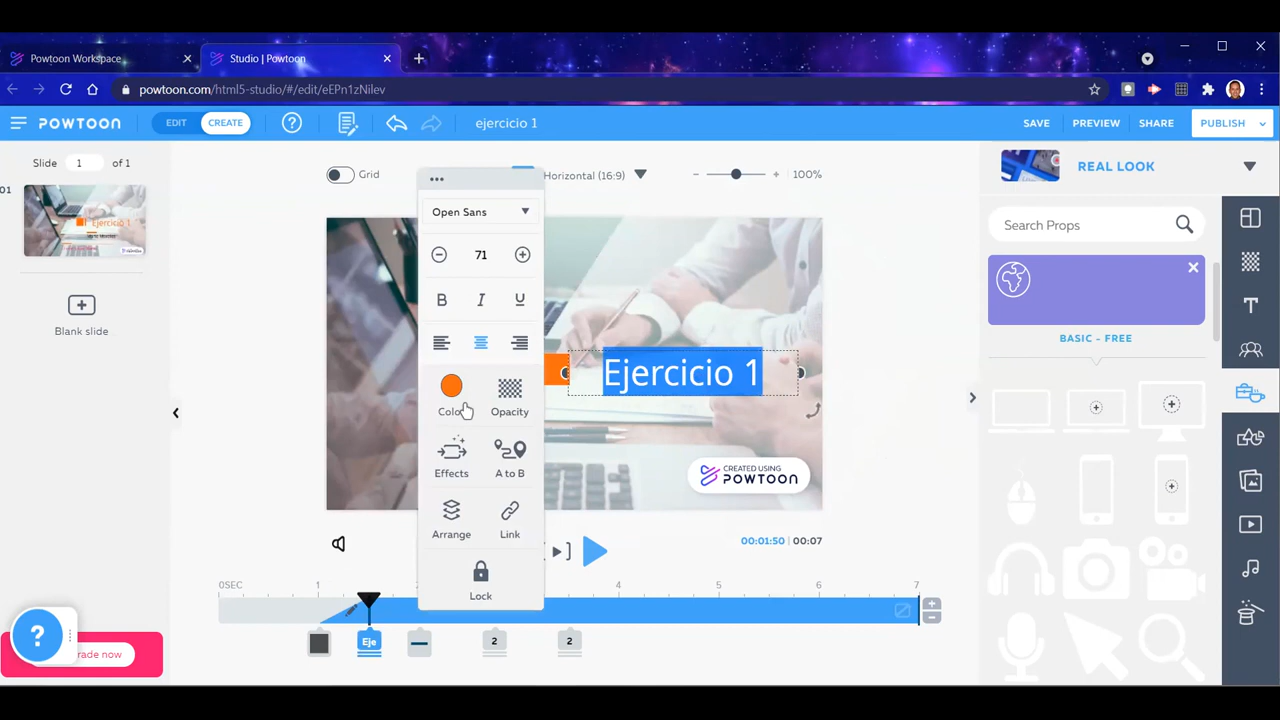 Powtoon Workspace
Studio | Powtoon
powtoon.com/html5-studio/#/edit/eEPn1zNilev
POWTOON
EDIT
CREATE
ejercicio 1
SAVE
PREVIEW
SHARE
PUBLISH
Slide 1 of 1
Grid
Horizontal (16:9)
100%
REAL LOOK
01
Ejercicio 1
Open Sans
Search Props
71
B I U
Blank slide
BASIC - FREE
Ejercicio 1
Color
Opacity
Effects
A to B
CREATED USING
POWTOON
Arrange
Link
00:01:50 | 00:07
Lock
0SEC 1 4 5 6 7
?
Eje
2
2
rade now